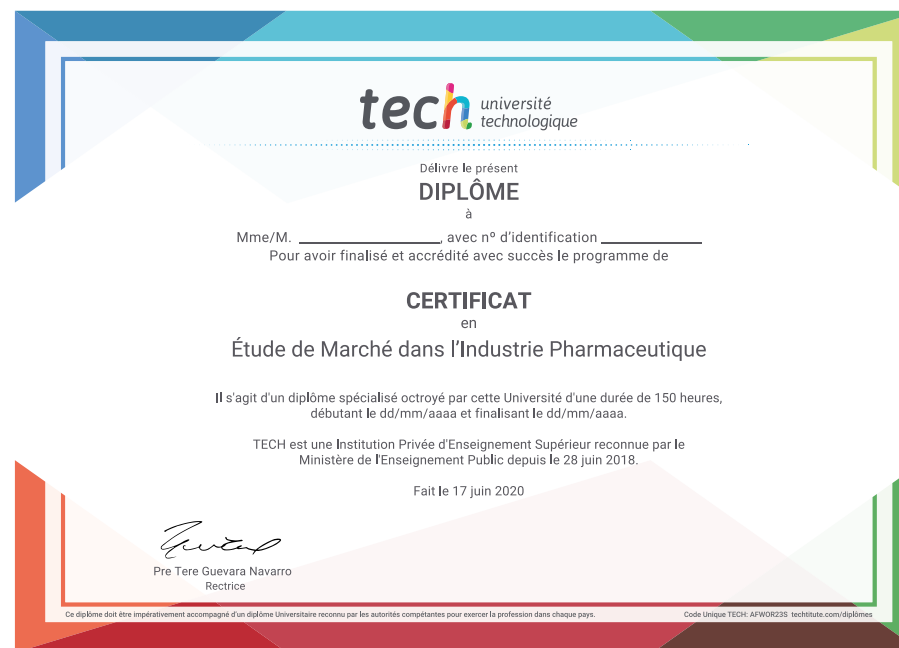 tech université
technologique
Délivre le présent
DIPLÔME
à
Mme/M. ____________________, avec nº d'identification ______________
Pour avoir finalisé et accrédité avec succès le programme de
CERTIFICAT
en
Étude de Marché dans l'Industrie Pharmaceutique
Il s'agit d'un diplôme spécialisé octroyé par cette Université d'une durée de 150 heures,
débutant le dd/mm/aaaa et finalisant le dd/mm/aaaa.
TECH est une Institution Privée d'Enseignement Supérieur reconnue par le
Ministère de l'Enseignement Public depuis le 28 juin 2018.
Fait le 17 juin 2020
Pre Tere Guevara Navarro
Rectrice
Ce diplôme doit être impérativement accompagné d'un diplôme Universitaire reconnu par les autorités compétantes pour exercer la profession dans chaque pays.
Code Unique TECH: AFWOR23S techtitute.com/diplômes